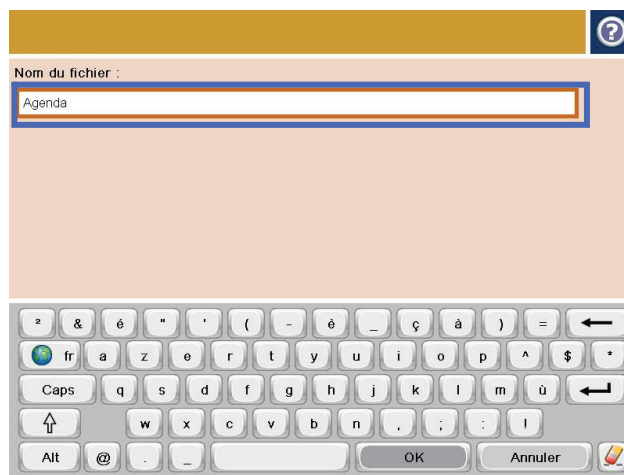 ?
Nom du fichier :
Agenda
² & é " ' ( - è _ ç à ) =
fr a z e r t y u i o p ^ $ *
Caps q s d f g h j k l m ù
w x c v b n , ; : !
Alt @ . _ OK Annuler